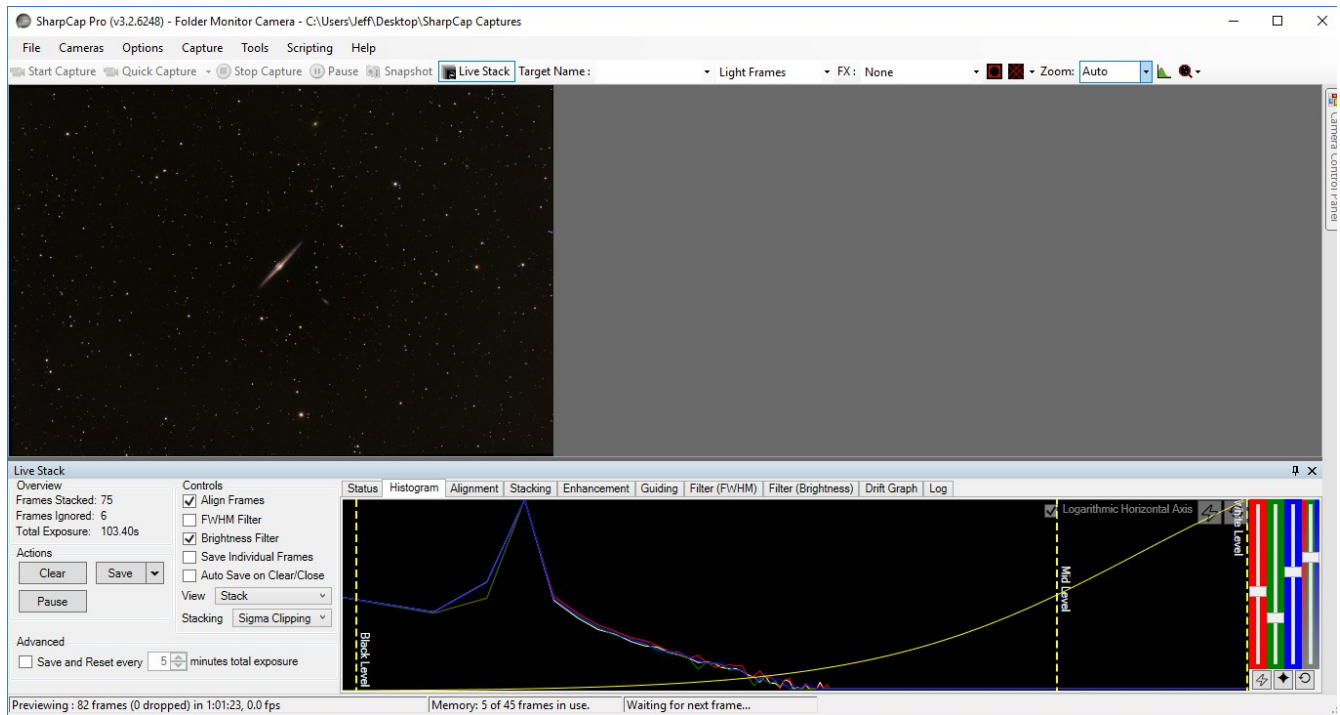 SharpCap Pro (v3.2.6248) - Folder Monitor Camera - C:\Users\Jeff\Desktop\SharpCap Captures
File Cameras Options Capture Tools Scripting Help
Start Capture Quick Capture Stop Capture Pause Snapshot Live Stack Target Name : Light Frames FX : None Zoom: Auto
Camera Control Panel
Live Stack
Overview
Frames Stacked: 75
Frames Ignored: 6
Total Exposure: 103.40s
Actions
Clear Save
Pause
Controls
Align Frames
FWHM Filter
Brightness Filter
Save Individual Frames
Auto Save on Clear/Close
View Stack
Stacking Sigma Clipping
Advanced
Save and Reset every 5 minutes total exposure
Status Histogram Alignment Stacking Enhancement Guiding Filter (FWHM) Filter (Brightness) Drift Graph Log
Logarithmic Horizontal Axis
Black Level
Mid Level
White Level
Previewing : 82 frames (0 dropped) in 1:01:23, 0.0 fps Memory: 5 of 45 frames in use. Waiting for next frame...